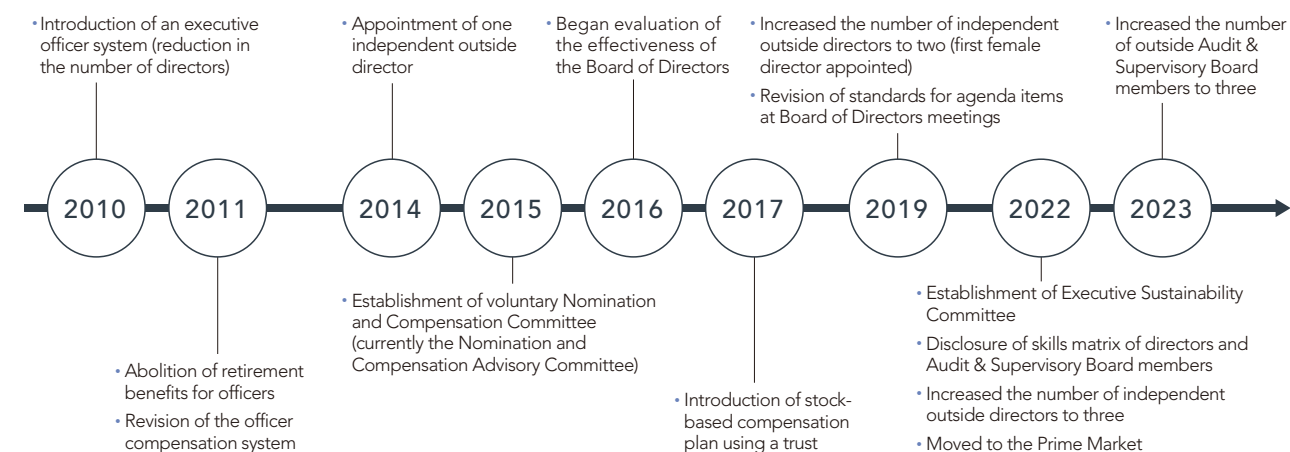 • Introduction of an executive
officer system (reduction in
the number of directors)
• Appointment of one
independent outside
director
• Began evaluation of
the effectiveness of
the Board of Directors
• Increased the number of independent
outside directors to two (first female
director appointed)
• Revision of standards for agenda items
at Board of Directors meetings
• Increased the number
of outside Audit &
Supervisory Board
members to three
2010
2011
2014
2015
2016
2017
2019
2022
2023
• Abolition of retirement
benefits for officers
• Revision of the officer
compensation system
• Establishment of voluntary Nomination
and Compensation Committee
(currently the Nomination and
Compensation Advisory Committee)
• Introduction of stock-
based compensation
plan using a trust
• Establishment of Executive Sustainability
Committee
• Disclosure of skills matrix of directors and
Audit & Supervisory Board members
• Increased the number of independent
outside directors to three
• Moved to the Prime Market